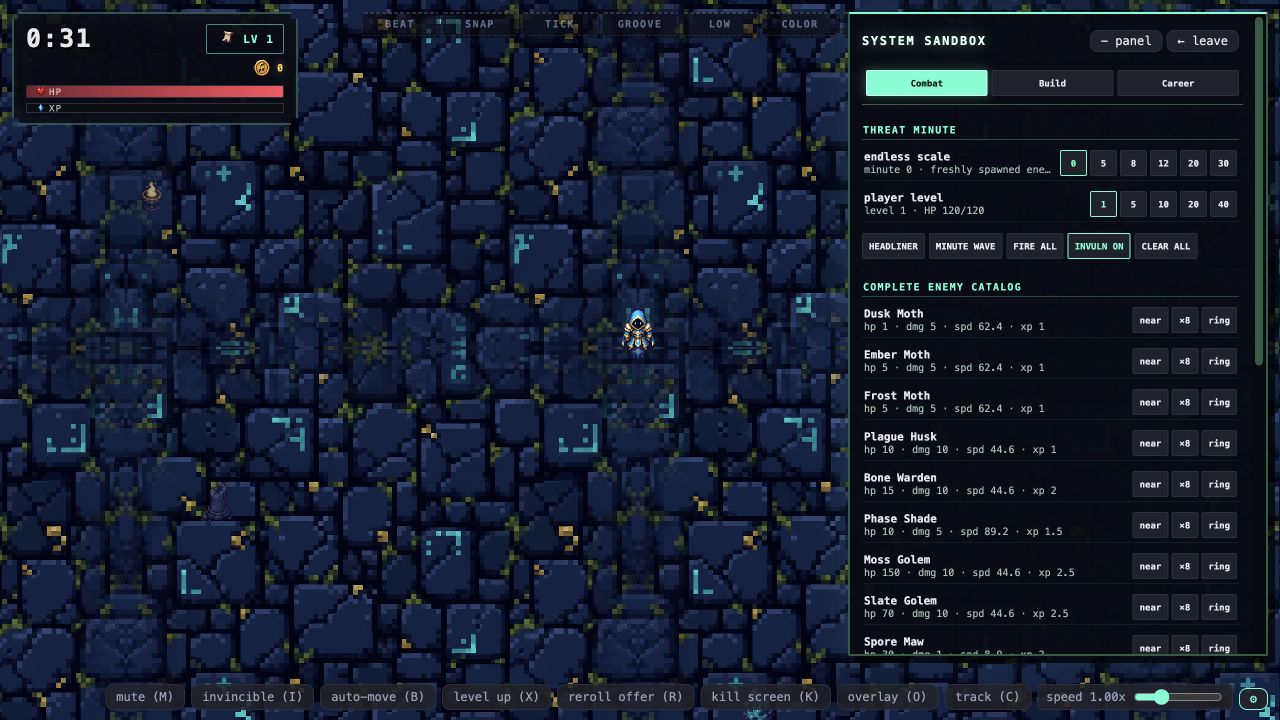 0:31
LV 1
0
HP
XP
BEAT SNAP TICK GROOVE LOW COLOR
SYSTEM SANDBOX
− panel
← leave
Combat Build Career
THREAT MINUTE
endless scale
minute 0 · freshly spawned ene…
0 5 8 12 20 30
player level
level 1 · HP 120/120
1 5 10 20 40
HEADLINER MINUTE WAVE FIRE ALL INVULN ON CLEAR ALL
COMPLETE ENEMY CATALOG
Dusk Moth
hp 1 · dmg 5 · spd 62.4 · xp 1
near ×8 ring
Ember Moth
hp 5 · dmg 5 · spd 62.4 · xp 1
near ×8 ring
Frost Moth
hp 5 · dmg 5 · spd 62.4 · xp 1
near ×8 ring
Plague Husk
hp 10 · dmg 10 · spd 44.6 · xp 1
near ×8 ring
Bone Warden
hp 15 · dmg 10 · spd 44.6 · xp 2
near ×8 ring
Phase Shade
hp 10 · dmg 5 · spd 89.2 · xp 1.5
near ×8 ring
Moss Golem
hp 150 · dmg 10 · spd 44.6 · xp 2.5
near ×8 ring
Slate Golem
hp 70 · dmg 10 · spd 44.6 · xp 2.5
near ×8 ring
Spore Maw
near ×8 ring
mute (M) invincible (I) auto-move (B) level up (X) reroll offer (R) kill screen (K) overlay (O) track (C) speed 1.00x